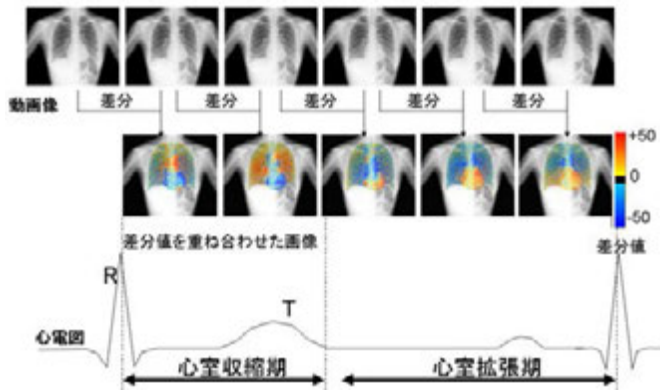 動画像
差分 差分 差分 差分 差分
+50
0
-50
差分値を重ね合わせた画像
差分値
R
T
心電図
心室収縮期
心室拡張期